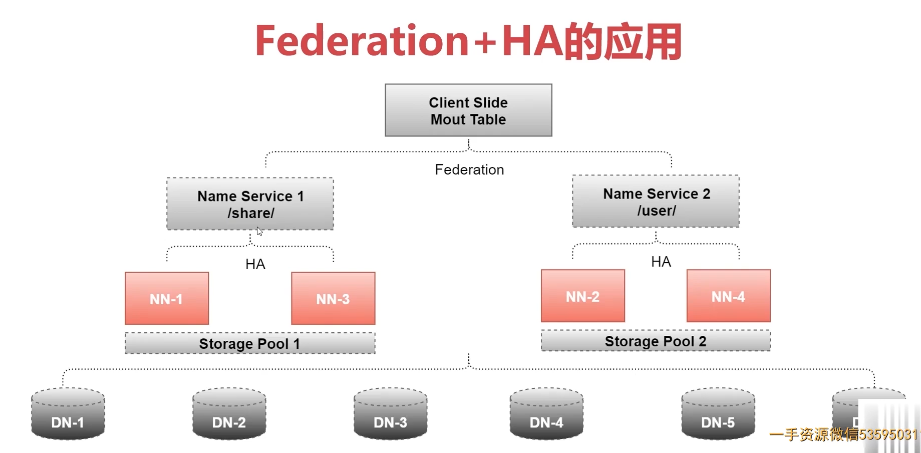 Federation+HA的应用
Client Slide
Mout Table
Federation
Name Service 1
/share/
Name Service 2
/user/
HA
HA
NN-1
NN-3
NN-2
NN-4
Storage Pool 1
Storage Pool 2
DN-1
DN-2
DN-3
DN-4
DN-5
一手资源微信53595031